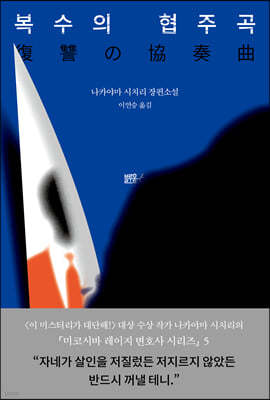 복수의 협주곡
復讐の協奏曲
나카야마 시치리 장편소설
이연승 옮김
〈이 미스터리가 대단해!〉 대상 수상 작가 나카야마 시치리의
『미코시바 레이지 변호사 시리즈』 5
“자네가 살인을 저질렀든 저지르지 않았든
반드시 꺼낼 테니.”